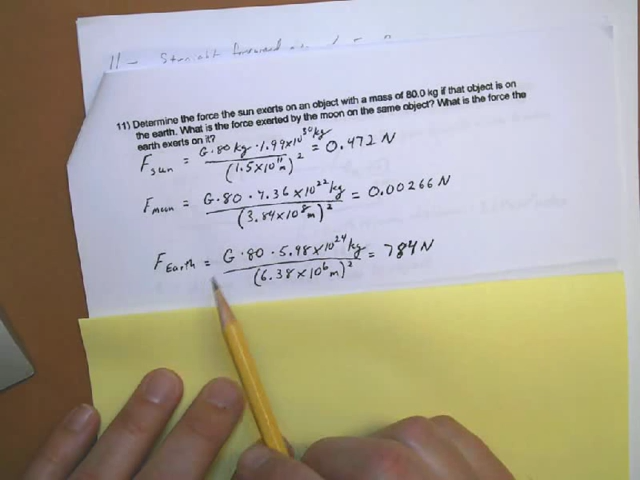 11 - Straight forward
11) Determine the force the sun exerts on an object with a mass of 80.0 kg if that object is on
the earth. What is the force exerted by the moon on the same object? What is the force the
earth exerts on it?
F sun = G·80 kg · 1.99×10^30 kg / (1.5×10^11 m)^2 = 0.472 N
F moon = G·80 · 7.36×10^22 kg / (3.84×10^8 m)^2 = 0.00266 N
F Earth = G·80 · 5.98×10^24 kg / (6.38×10^6 m)^2 = 784 N